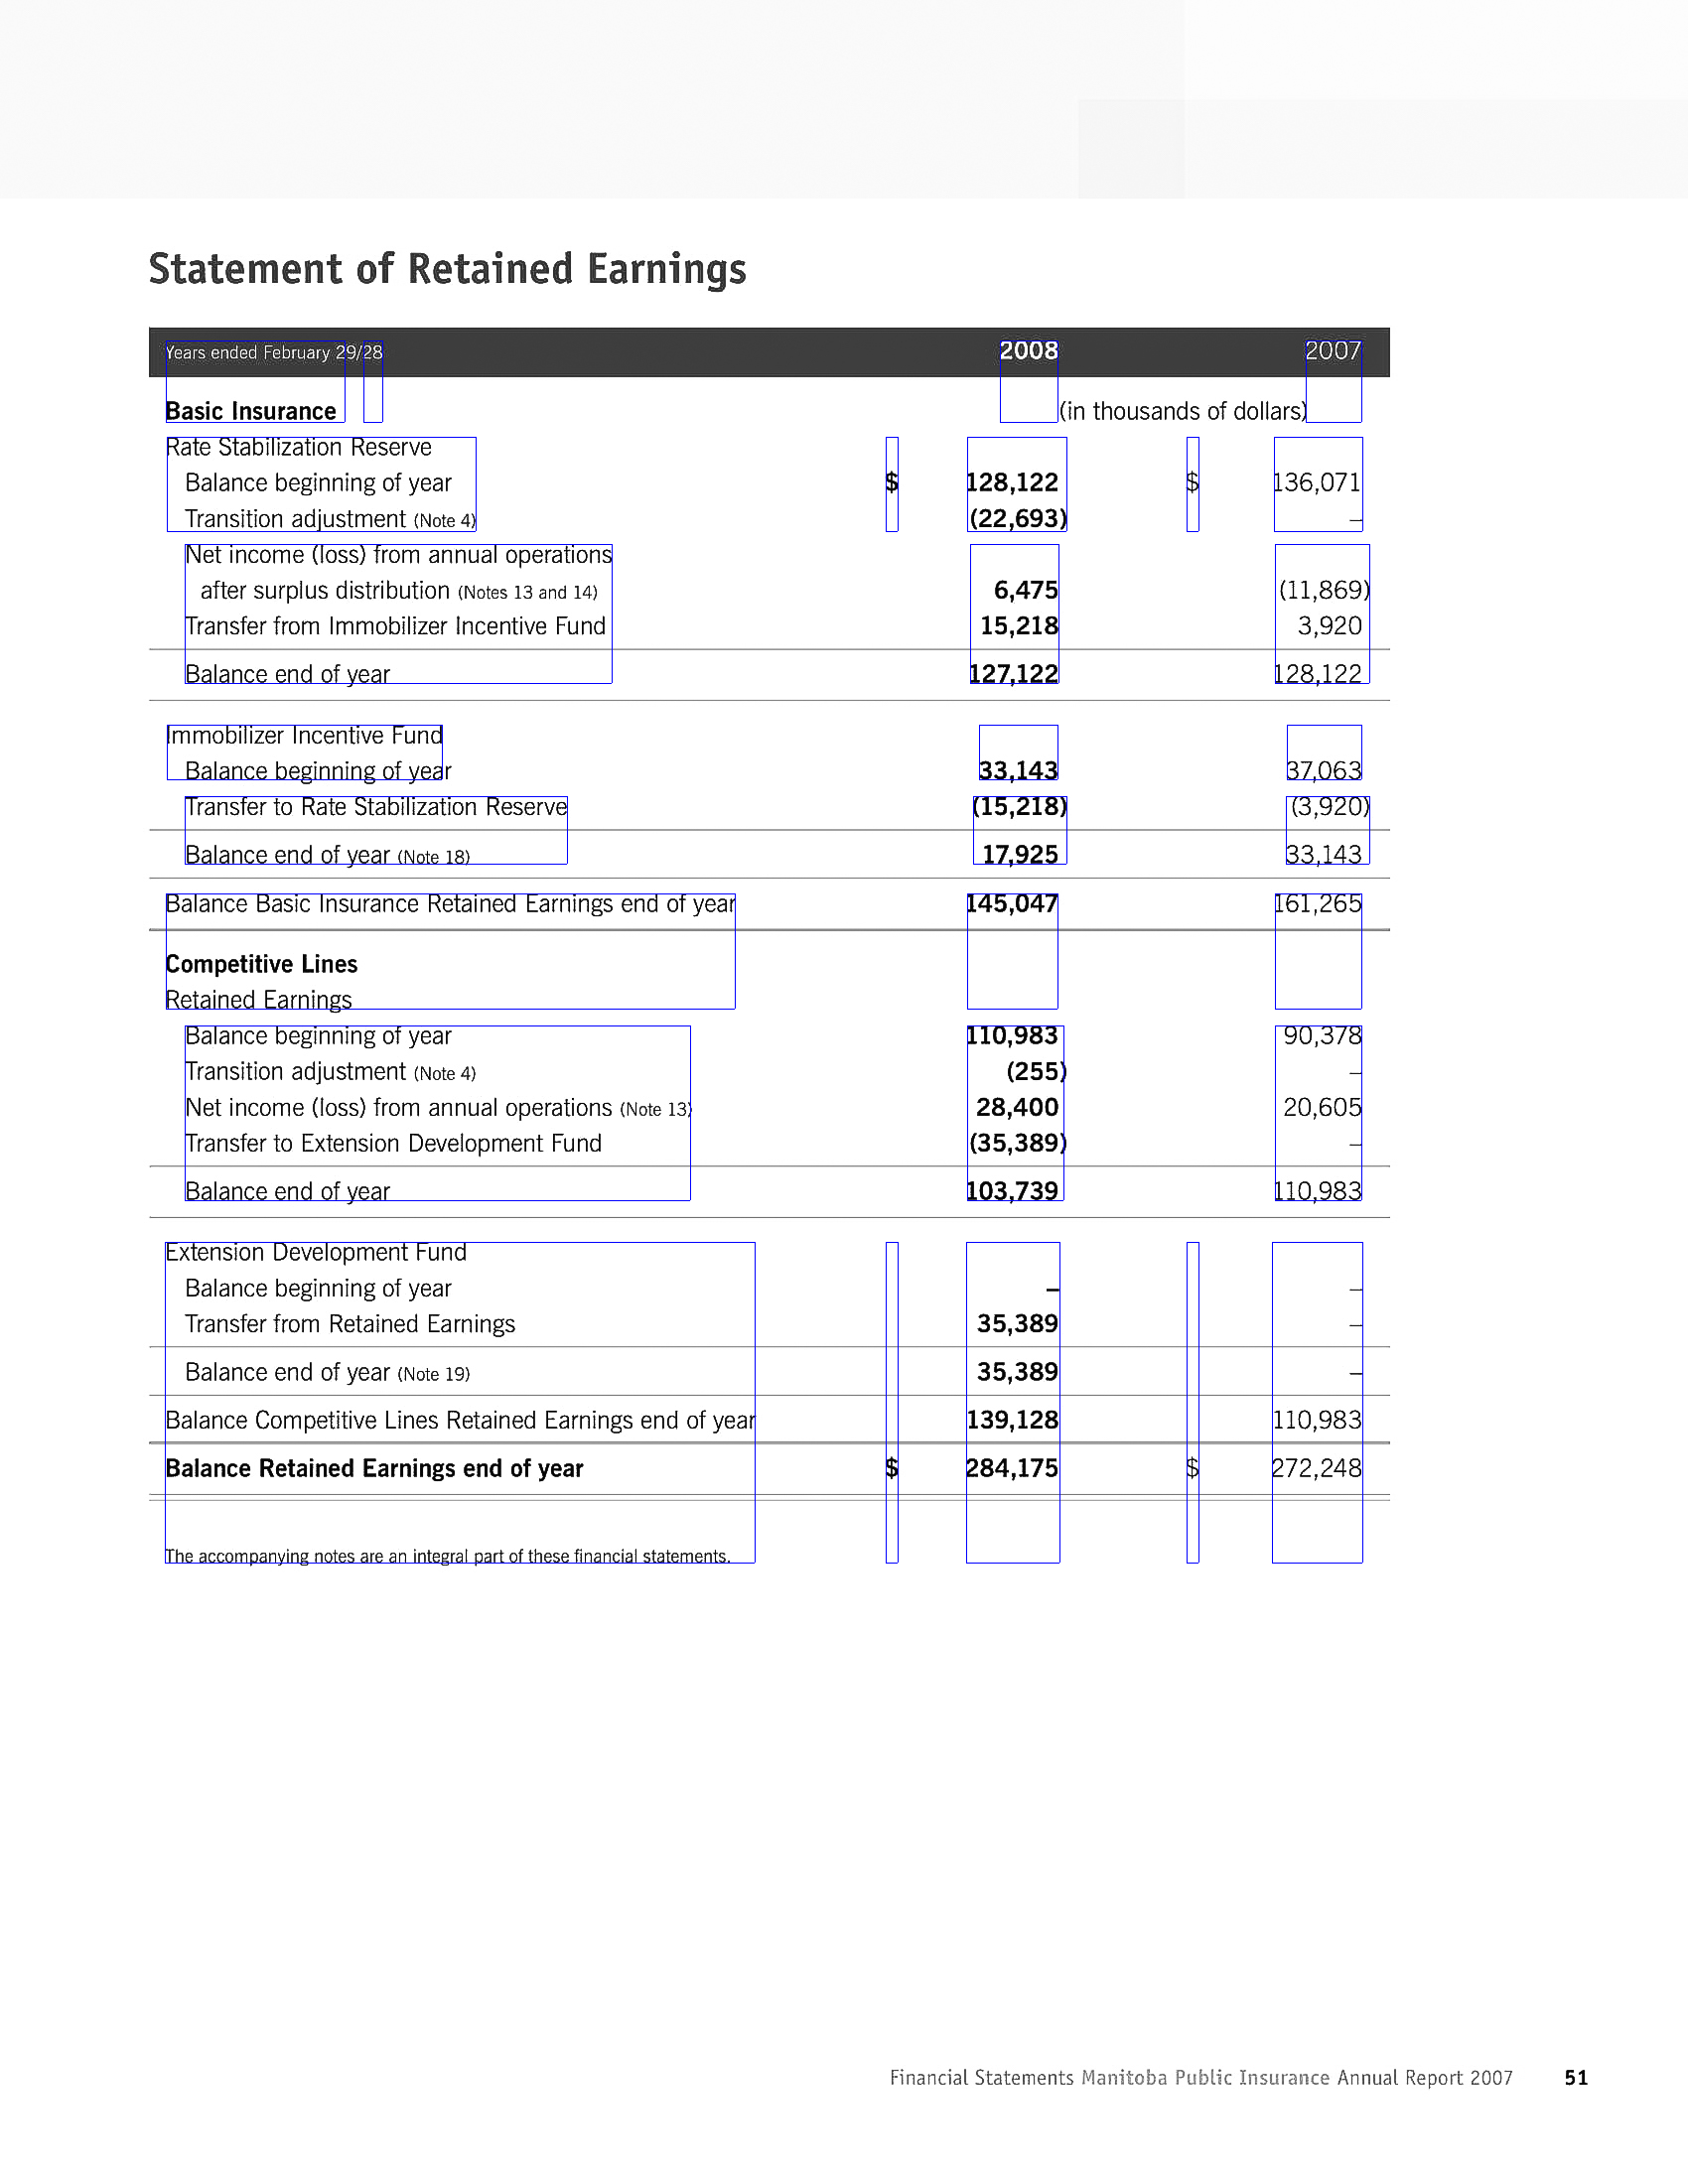 Statement of Retained Earnings
Years ended February 29/28 2008 2007
Basic Insurance (in thousands of dollars)
Rate Stabilization Reserve
Balance beginning of year $ 128,122 $ 136,071
Transition adjustment (Note 4) (22,693) –
Net income (loss) from annual operations
after surplus distribution (Notes 13 and 14) 6,475 (11,869)
Transfer from Immobilizer Incentive Fund 15,218 3,920
Balance end of year 127,122 128,122
Immobilizer Incentive Fund
Balance beginning of year 33,143 37,063
Transfer to Rate Stabilization Reserve (15,218) (3,920)
Balance end of year (Note 18) 17,925 33,143
Balance Basic Insurance Retained Earnings end of year 145,047 161,265
Competitive Lines
Retained Earnings
Balance beginning of year 110,983 90,378
Transition adjustment (Note 4) (255) –
Net income (loss) from annual operations (Note 13) 28,400 20,605
Transfer to Extension Development Fund (35,389) –
Balance end of year 103,739 110,983
Extension Development Fund
Balance beginning of year – –
Transfer from Retained Earnings 35,389 –
Balance end of year (Note 19) 35,389 –
Balance Competitive Lines Retained Earnings end of year 139,128 110,983
Balance Retained Earnings end of year $ 284,175 $ 272,248
The accompanying notes are an integral part of these financial statements.
Financial Statements Manitoba Public Insurance Annual Report 2007 51